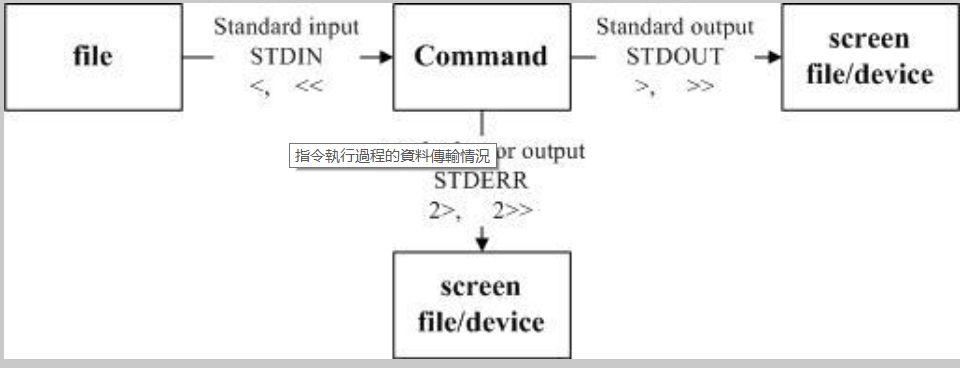 file
Standard input
STDIN
<, <<
Command
Standard output
STDOUT
>, >>
screen
file/device
指令執行過程的資料傳輸情況
or output
STDERR
2>, 2>>
screen
file/device